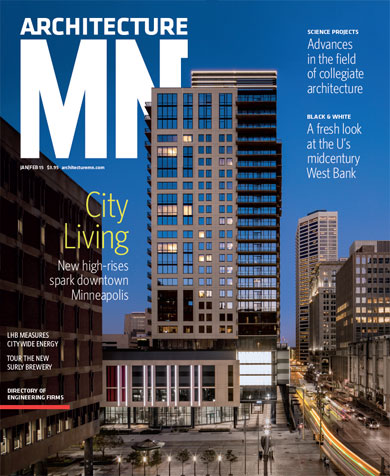 ARCHITECTURE
MN
JAN/FEB 15 $3.95 architecturemn.com
SCIENCE PROJECTS
Advances
in the field
of collegiate
architecture
BLACK & WHITE
A fresh look
at the U's
midcentury
West Bank
City
Living
New high-rises
spark downtown
Minneapolis
LHB MEASURES
CITYWIDE ENERGY
TOUR THE NEW
SURLY BREWERY
DIRECTORY OF
ENGINEERING FIRMS